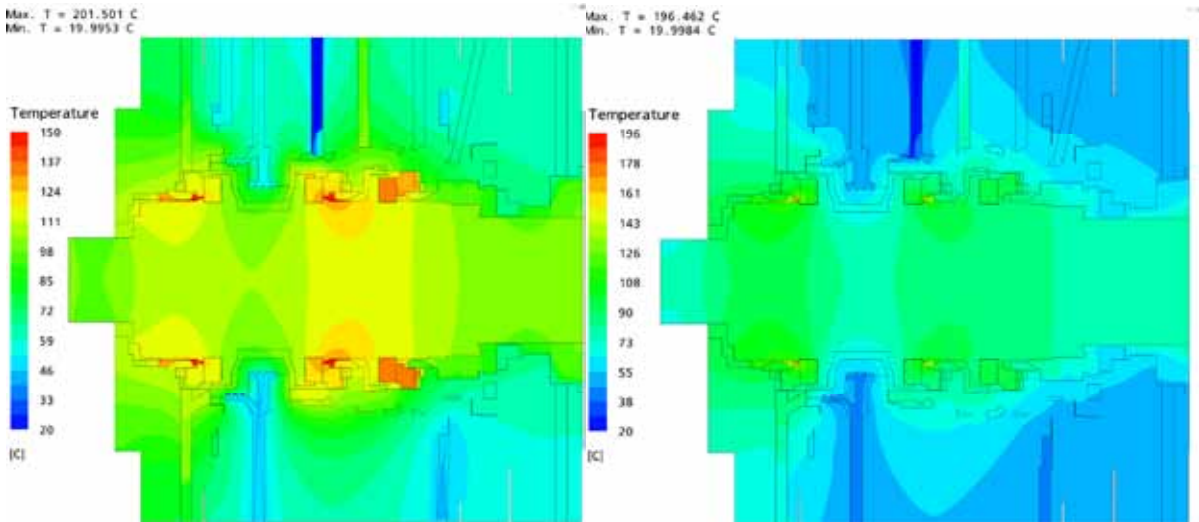 Max. T = 201.501 C
Min. T = 19.9953 C
Temperature
150
137
124
111
98
85
72
59
46
33
20
[C]
Max. T = 196.462 C
Min. T = 19.9984 C
Temperature
196
178
161
143
126
108
90
73
55
38
20
[C]